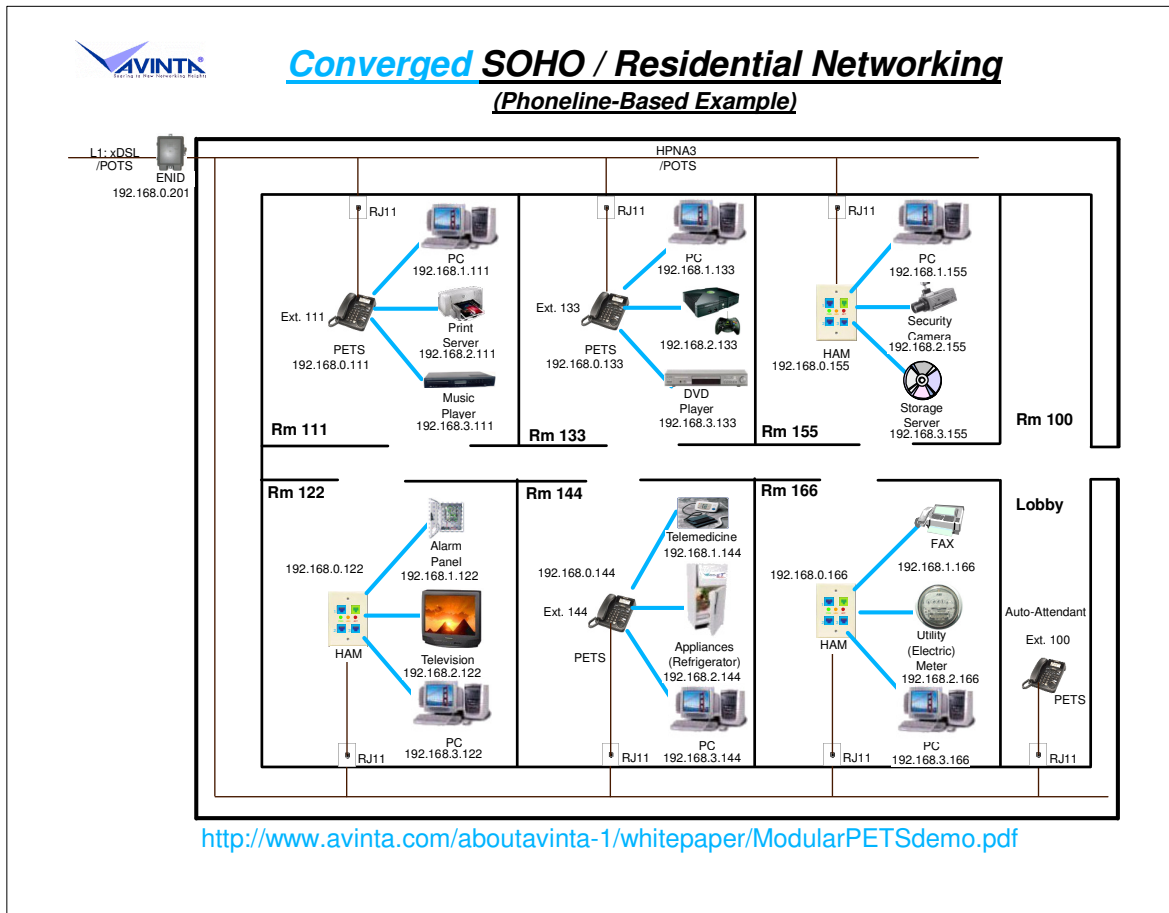 AVINTA®
Soaring to New Networking Heights
Converged SOHO / Residential Networking
(Phoneline-Based Example)
L1: xDSL
/POTS
ENID
192.168.0.201
HPNA3
/POTS
RJ11
PC
192.168.1.111
Ext. 111
Print
Server
192.168.2.111
PETS
192.168.0.111
Music
Player
192.168.3.111
Rm 111
RJ11
PC
192.168.1.133
Ext. 133
192.168.2.133
PETS
192.168.0.133
DVD
Player
192.168.3.133
Rm 133
RJ11
PC
192.168.1.155
Security
Camera
192.168.2.155
HAM
192.168.0.155
Storage
Server
192.168.3.155
Rm 155
Rm 100
Rm 122
Alarm
Panel
192.168.1.122
192.168.0.122
HAM
Television
192.168.2.122
PC
192.168.3.122
RJ11
Rm 144
Telemedicine
192.168.1.144
192.168.0.144
Ext. 144
PETS
Appliances
(Refrigerator)
192.168.2.144
PC
192.168.3.144
RJ11
Rm 166
FAX
192.168.1.166
192.168.0.166
HAM
Utility
(Electric)
Meter
192.168.2.166
PC
192.168.3.166
RJ11
Lobby
Auto-Attendant
Ext. 100
PETS
RJ11
http://www.avinta.com/aboutavinta-1/whitepaper/ModularPETSdemo.pdf